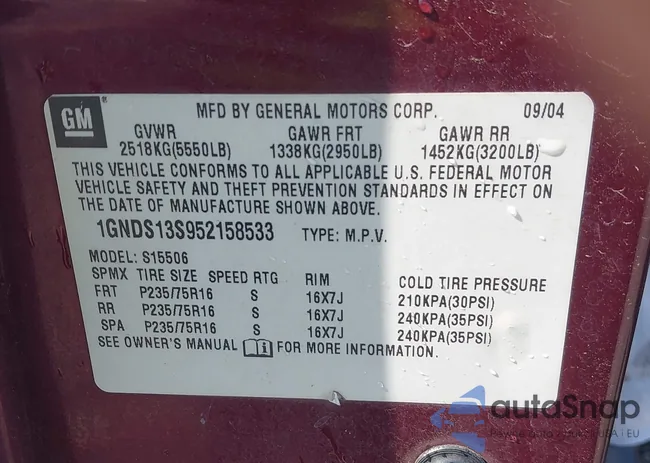 GM
MFD BY GENERAL MOTORS CORP. 09/04
GVWR GAWR FRT GAWR RR
2518KG(5550LB) 1338KG(2950LB) 1452KG(3200LB)
THIS VEHICLE CONFORMS TO ALL APPLICABLE U.S. FEDERAL MOTOR
VEHICLE SAFETY AND THEFT PREVENTION STANDARDS IN EFFECT ON
THE DATE OF MANUFACTURE SHOWN ABOVE.
1GNDS13S952158533 TYPE: M.P.V.
MODEL: S15506
SPMX TIRE SIZE SPEED RTG RIM COLD TIRE PRESSURE
FRT P235/75R16 S 16X7J 210KPA(30PSI)
RR P235/75R16 S 16X7J 240KPA(35PSI)
SPA P235/75R16 S 16X7J 240KPA(35PSI)
SEE OWNER'S MANUAL FOR MORE INFORMATION.
autaSnap